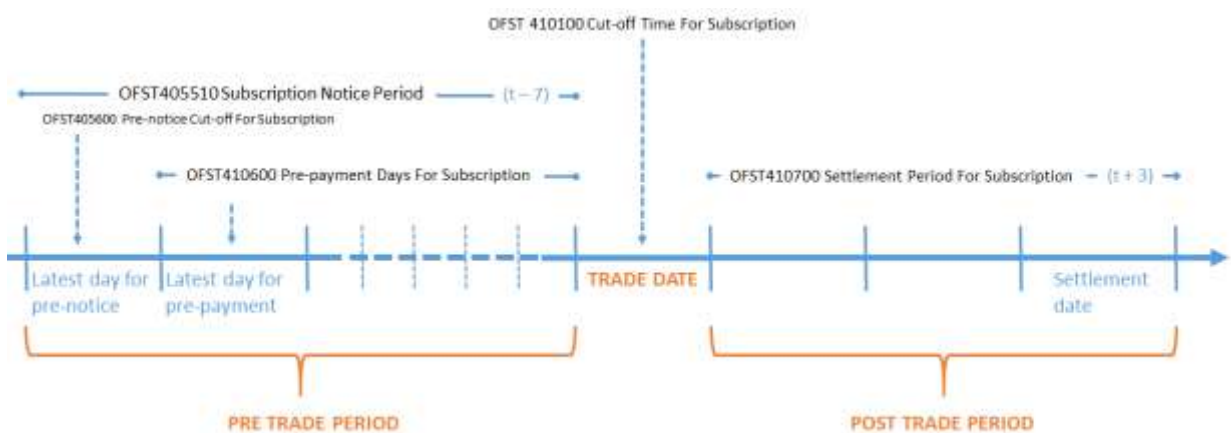 OFST 410100 Cut-off Time For Subscription
OFST405510 Subscription Notice Period (t – 7)
OFST405600 Pre-notice Cut-off For Subscription
OFST410600 Pre-payment Days For Subscription
OFST410700 Settlement Period For Subscription (t + 3)
Latest day for
pre-notice
Latest day for
pre-payment
TRADE DATE
Settlement
date
PRE TRADE PERIOD
POST TRADE PERIOD